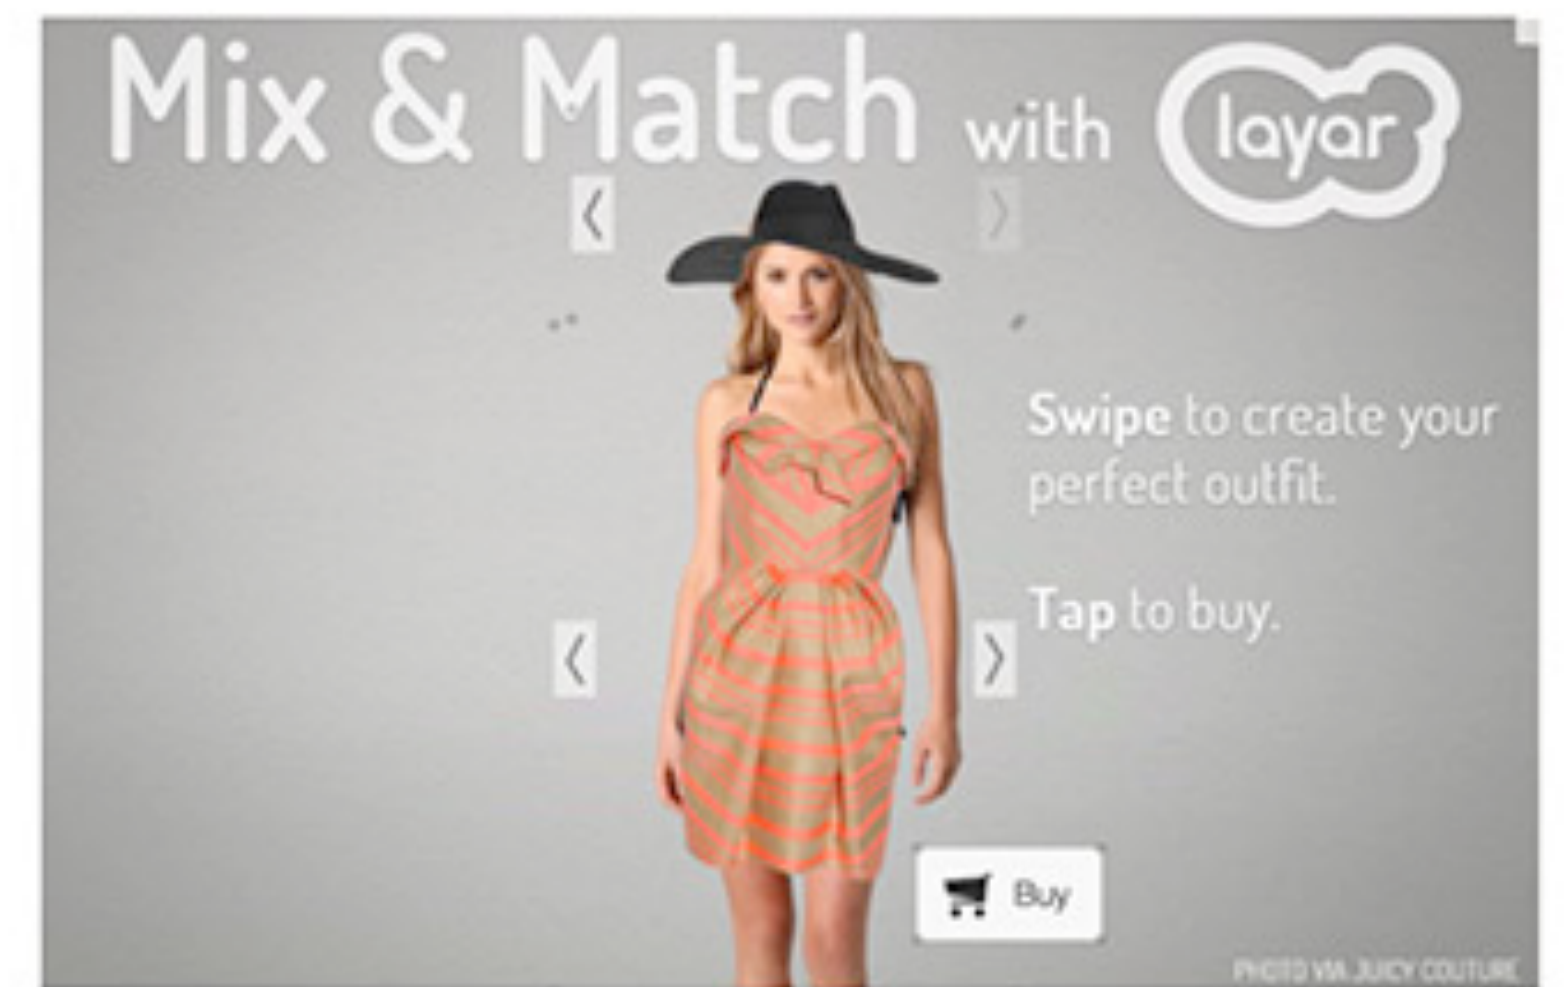 Mix & Match with layar
Swipe to create your
perfect outfit.
Tap to buy.
Buy
PHOTO VIA JUICY COUTURE